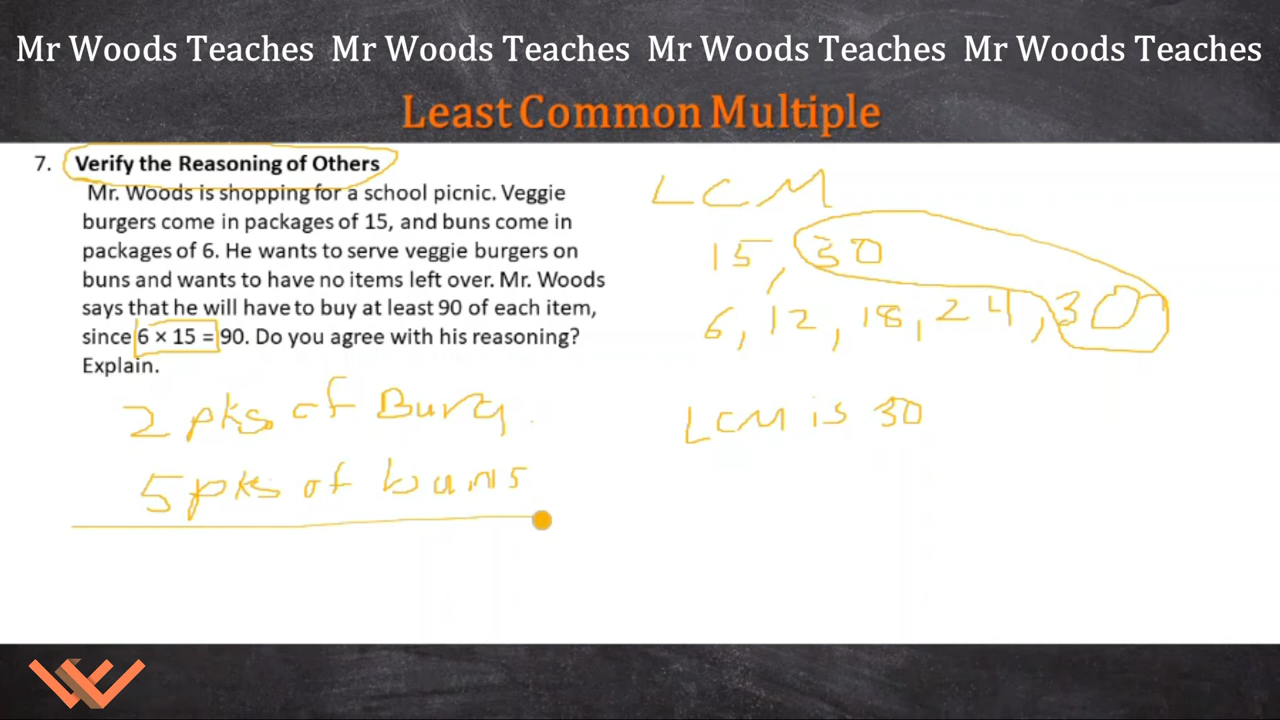 Mr Woods Teaches Mr Woods Teaches Mr Woods Teaches Mr Woods Teaches
Least Common Multiple
7. Verify the Reasoning of Others
Mr. Woods is shopping for a school picnic. Veggie
burgers come in packages of 15, and buns come in
packages of 6. He wants to serve veggie burgers on
buns and wants to have no items left over. Mr. Woods
says that he will have to buy at least 90 of each item,
since 6 × 15 = 90. Do you agree with his reasoning?
Explain.
2 pks. of Burg.
5 pks of buns
LCM
15, 30
6, 12, 18, 24, 30
LCM is 30